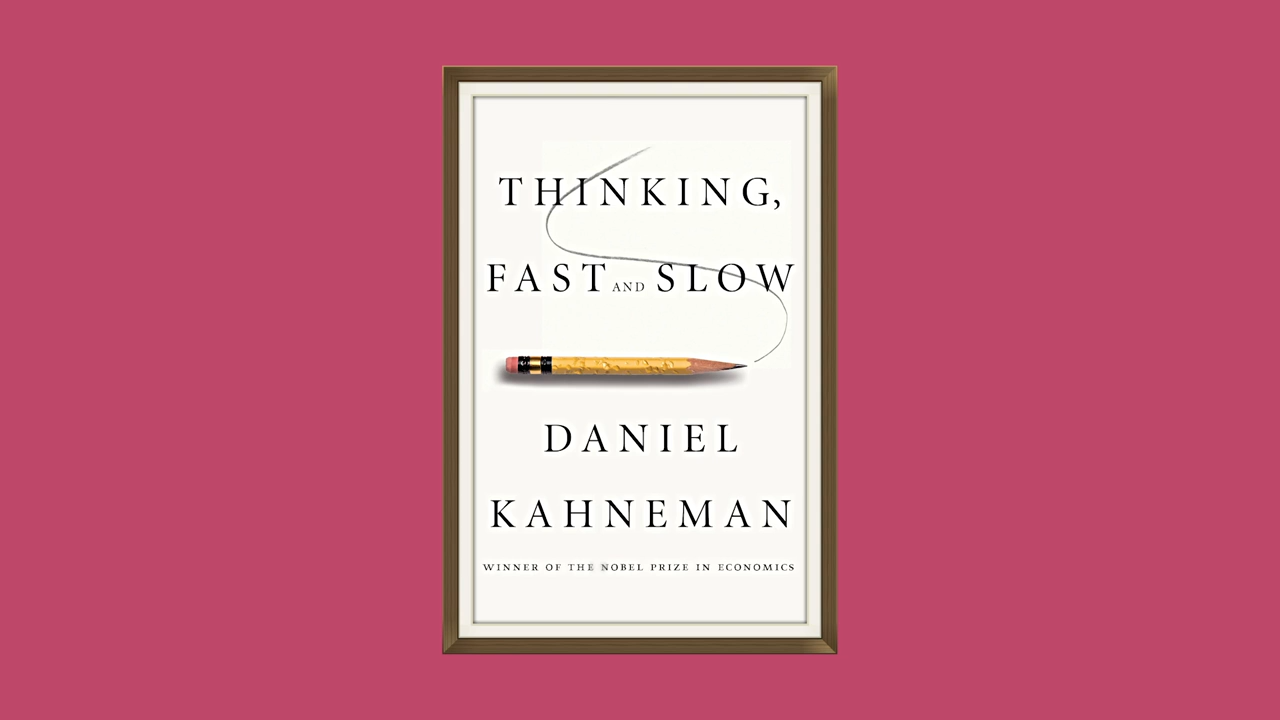 THINKING,
FAST AND SLOW
DANIEL
KAHNEMAN
WINNER OF THE NOBEL PRIZE IN ECONOMICS